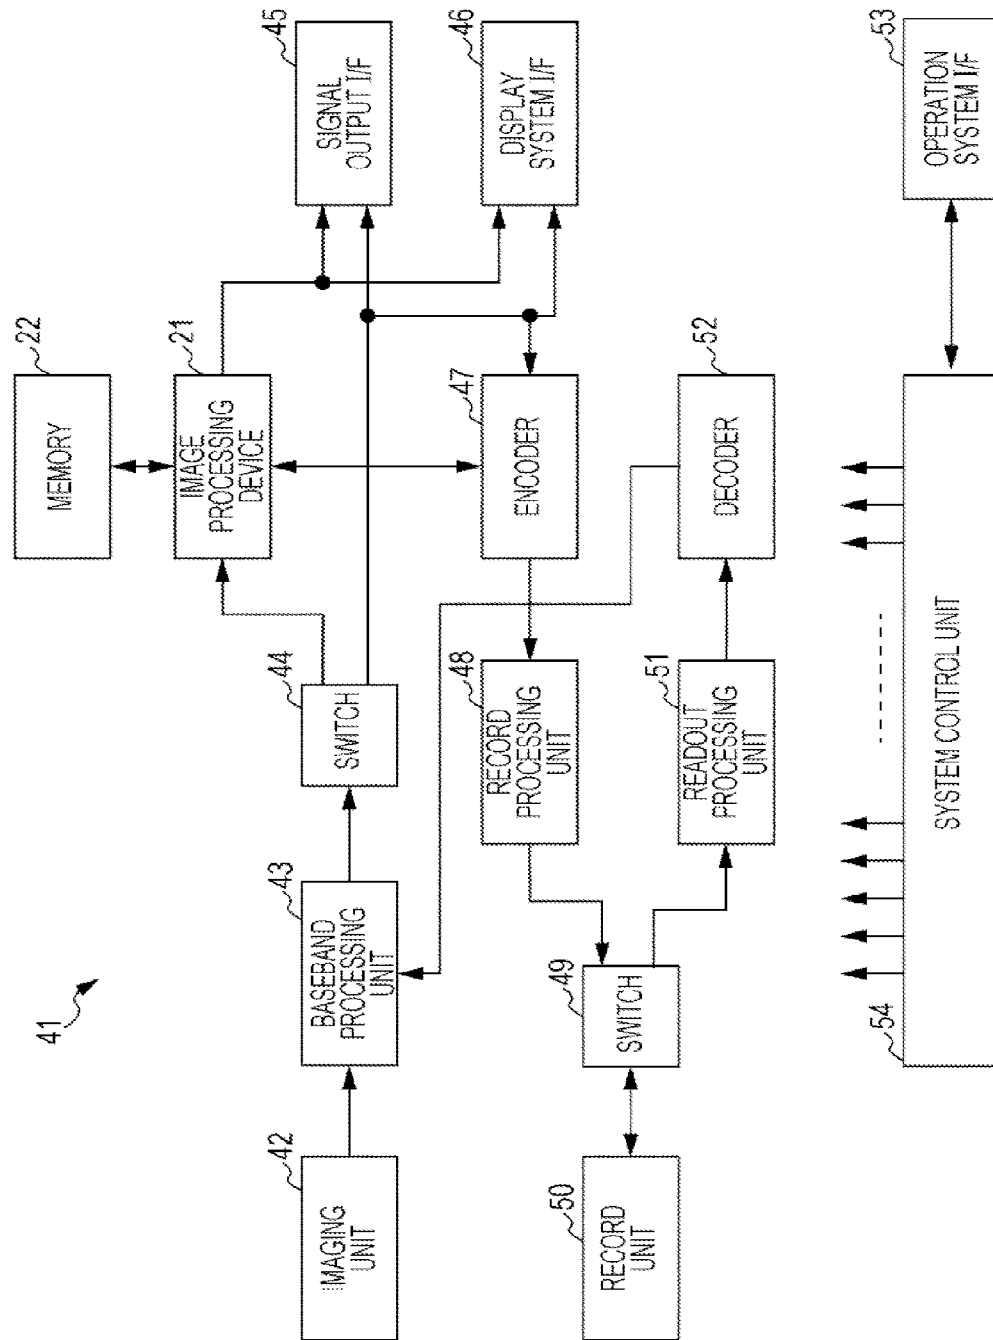 41
42
IMAGING
UNIT
43
BASEBAND
PROCESSING
UNIT
44
SWITCH
22
MEMORY
21
IMAGE
PROCESSING
DEVICE
45
SIGNAL
OUTPUT I/F
46
DISPLAY
SYSTEM I/F
47
ENCODER
48
RECORD
PROCESSING
UNIT
49
SWITCH
50
RECORD
UNIT
51
READOUT
PROCESSING
UNIT
52
DECODER
53
OPERATION
SYSTEM I/F
54
SYSTEM CONTROL UNIT